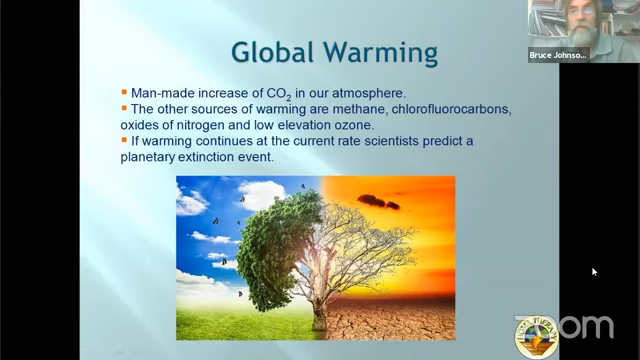 Global Warming
Bruce Johnso...
Man-made increase of CO2 in our atmosphere.
The other sources of warming are methane, chlorofluorocarbons,
oxides of nitrogen and low elevation ozone.
If warming continues at the current rate scientists predict a
planetary extinction event.
zoom